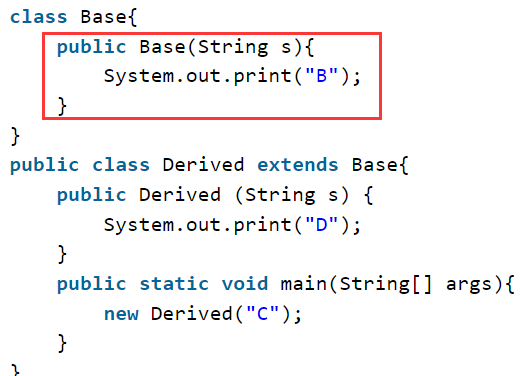 class Base{
    public Base(String s){
        System.out.print("B");
    }
}
public class Derived extends Base{
    public Derived (String s) {
        System.out.print("D");
    }
    public static void main(String[] args){
        new Derived("C");
    }
}